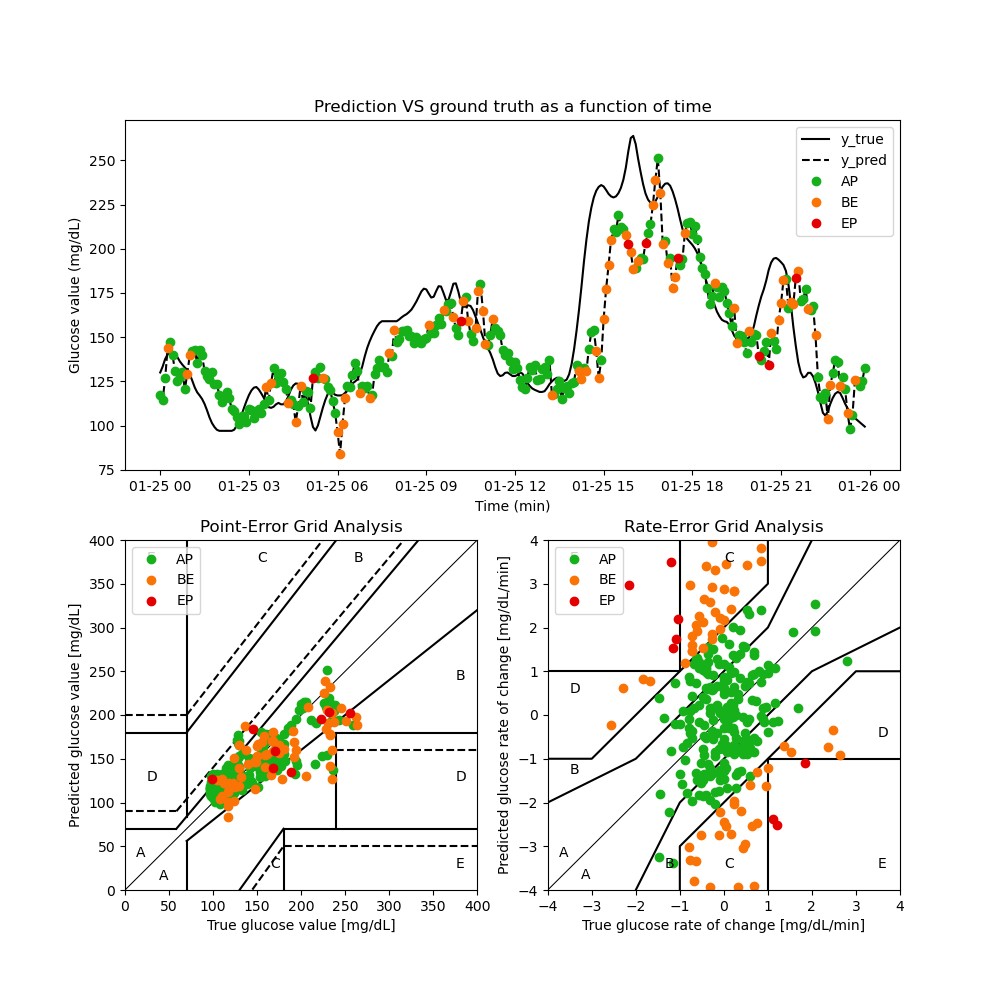 Prediction VS ground truth as a function of time
Glucose value (mg/dL)
250
225
200
175
150
125
100
75
y_true
y_pred
AP
BE
EP
01-25 00 01-25 03 01-25 06 01-25 09 01-25 12 01-25 15 01-25 18 01-25 21 01-26 00
Time (min)
Point-Error Grid Analysis
Predicted glucose value [mg/dL]
400
350
300
250
200
150
100
50
0
AP
BE
EP
C
B
B
D
D
A
A
C
E
0 50 100 150 200 250 300 350 400
True glucose value [mg/dL]
Rate-Error Grid Analysis
Predicted glucose rate of change [mg/dL/min]
4
3
2
1
0
−1
−2
−3
−4
AP
BE
EP
C
D
D
B
A
A
B
C
E
−4 −3 −2 −1 0 1 2 3 4
True glucose rate of change [mg/dL/min]